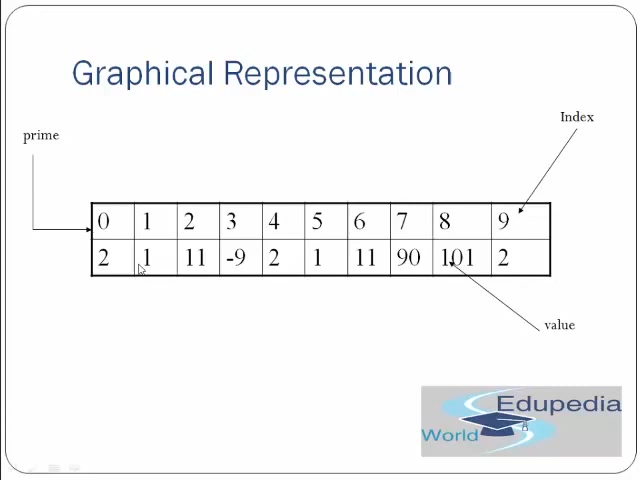 Graphical Representation
Index
prime
0 1 2 3 4 5 6 7 8 9
2 1 11 -9 2 1 11 90 101 2
value
Edupedia
World